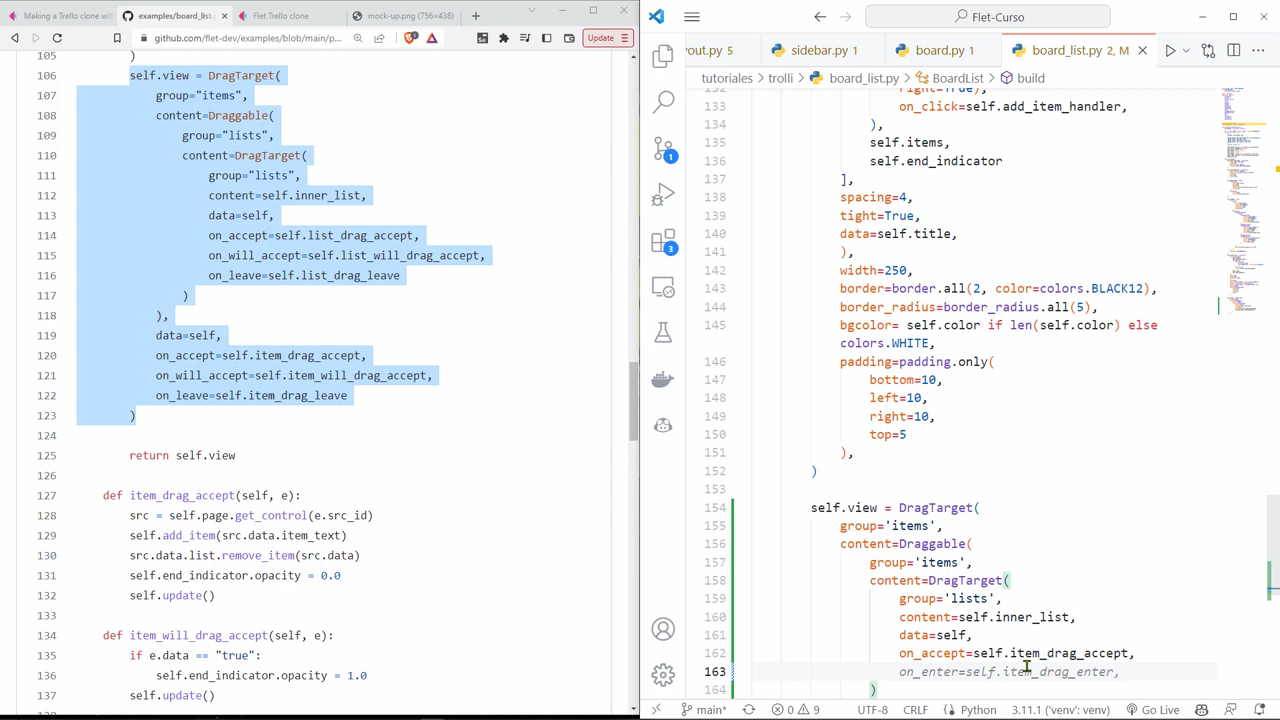 Making a Trello clone wit
examples/board_list.
Trello clone
mock-up.png (756×438)
github.com/flet-dev/examples/blob/main/p...
Update
105 )
106 self.view = DragTarget(
107 group="items",
108 content=Draggable(
109 group="lists",
110 content=DragTarget(
111 group="lists",
112 content=self.inner_list,
113 data=self,
114 on_accept=self.list_drag_accept,
115 on_will_accept=self.list_will_drag_accept,
116 on_leave=self.list_drag_leave
117 )
118 ),
119 data=self,
120 on_accept=self.item_drag_accept,
121 on_will_accept=self.item_will_drag_accept,
122 on_leave=self.item_drag_leave
123 )
124
125 return self.view
126
127 def item_drag_accept(self, e):
128 src = self.page.get_control(e.src_id)
129 self.add_item(src.data.item_text)
130 src.data.list.remove_item(src.data)
131 self.end_indicator.opacity = 0.0
132 self.update()
133
134 def item_will_drag_accept(self, e):
135 if e.data == "true":
136 self.end_indicator.opacity = 1.0
137 self.update()
Flet-Curso
out.py 5
sidebar.py 1
board.py 1
board_list.py 2, M
tutoriales > trolli > board_list.py > BoardList > build
132 right=True,
133 on_click=self.add_item_handler,
134 ),
135 self.items,
136 self.end_indicator
137 ],
138 spacing=4,
139 tight=True,
140 data=self.title,
141 ),
142 width=250,
143 border=border.all(2, color=colors.BLACK12),
144 border_radius=border_radius.all(5),
145 bgcolor= self.color if len(self.color) else
colors.WHITE,
146 padding=padding.only(
147 bottom=10,
148 left=10,
149 right=10,
150 top=5
151 ),
152 )
153
154 self.view = DragTarget(
155 group='items',
156 content=Draggable(
157 group='items',
158 content=DragTarget(
159 group='lists',
160 content=self.inner_list,
161 data=self,
162 on_accept=self.item_drag_accept,
163 on_enter=self.item_drag_enter
164 )
1
3
main*
0
9
UTF-8
CRLF
Python
3.11.1 ('venv': venv)
Go Live